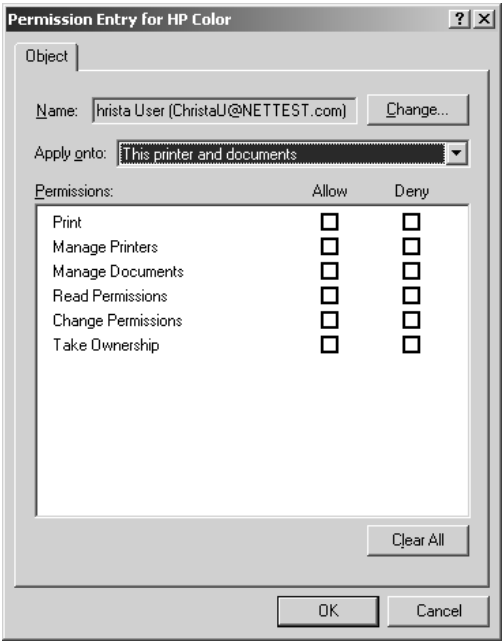 Permission Entry for HP Color
Object
Name: hrista User (ChristaU@NETTEST.com) Change...
Apply onto: This printer and documents
Permissions: Allow Deny
Print
Manage Printers
Manage Documents
Read Permissions
Change Permissions
Take Ownership
Clear All
OK Cancel